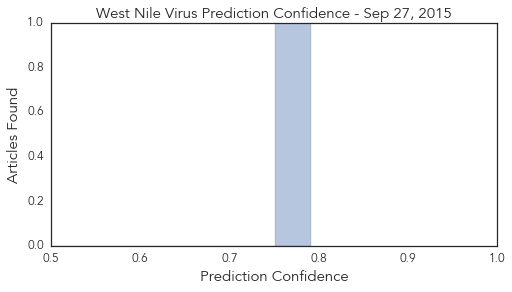 West Nile Virus Prediction Confidence - Sep 27, 2015
1.0
0.8
0.6
0.4
0.2
0.0
Articles Found
0.5 0.6 0.7 0.8 0.9 1.0
Prediction Confidence